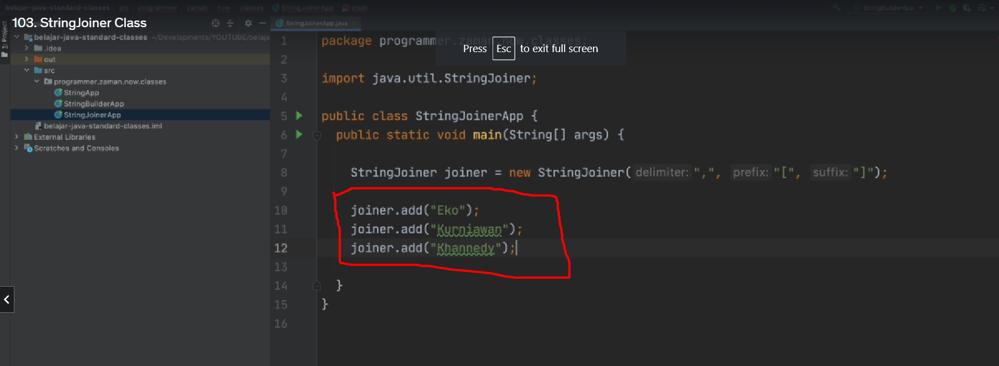 belajar-java-standard-classes src programmer zaman now classes StringJoinerApp main
StringBuilderApp
103. StringJoiner Class
StringJoinerApp.java
1: Project
belajar-java-standard-classes ~/Developments/YOUTUBE/belaja
.idea
out
src
programmer.zaman.now.classes
StringApp
StringBuilderApp
StringJoinerApp
belajar-java-standard-classes.iml
External Libraries
Scratches and Consoles
Press Esc to exit full screen
1 package programmer.zaman.now.classes;
2
3 import java.util.StringJoiner;
4
5 public class StringJoinerApp {
6 public static void main(String[] args) {
7
8 StringJoiner joiner = new StringJoiner( delimiter: ",", prefix: "[", suffix: "]");
9
10 joiner.add("Eko");
11 joiner.add("Kurniawan");
12 joiner.add("Khannedy");
13
14 }
15 }
16